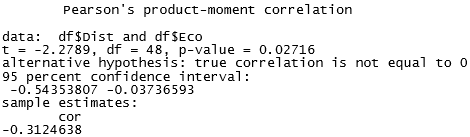 Pearson's product-moment correlation
data:  df$Dist and df$Eco
t = -2.2789, df = 48, p-value = 0.02716
alternative hypothesis: true correlation is not equal to 0
95 percent confidence interval:
 -0.54353807 -0.03736593
sample estimates:
cor
-0.3124638